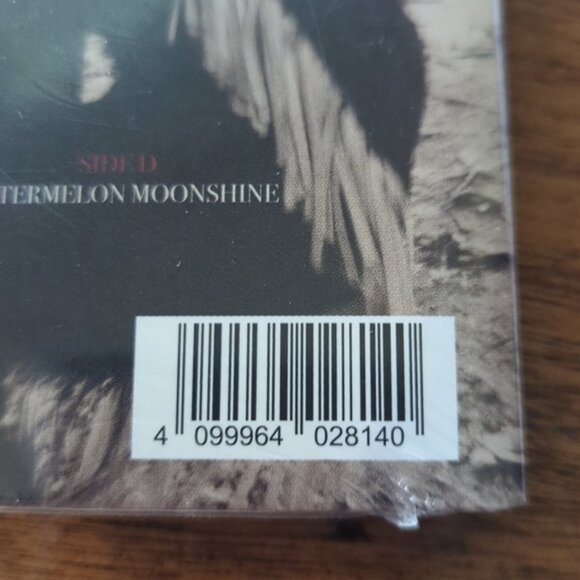 SIDE D
TERMELON MOONSHINE
4 099964 028140